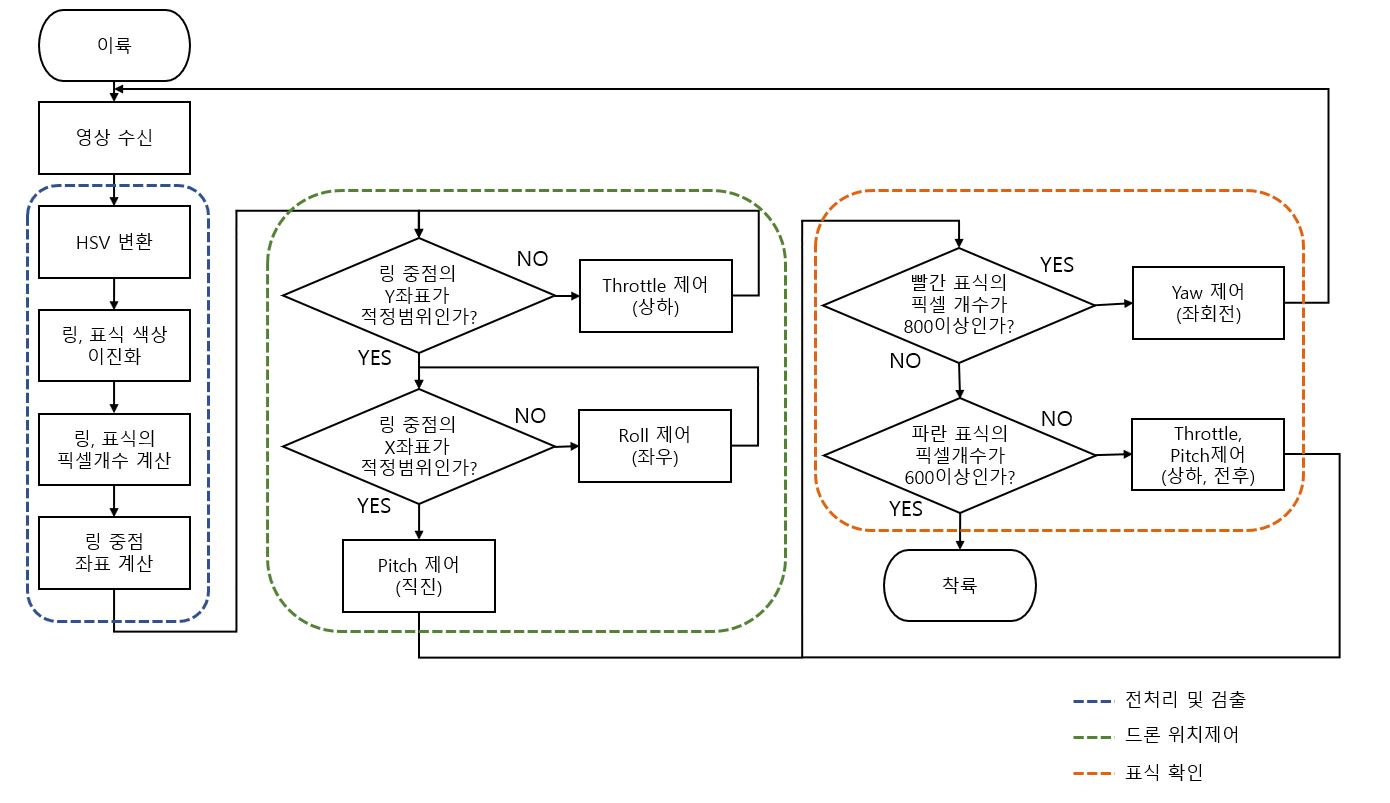 이륙
영상 수신
HSV 변환
링, 표식 색상
이진화
링, 표식의
픽셀개수 계산
링 중점
좌표 계산
링 중점의
Y좌표가
적정범위인가?
NO
Throttle 제어
(상하)
YES
링 중점의
X좌표가
적정범위인가?
NO
Roll 제어
(좌우)
YES
Pitch 제어
(직진)
빨간 표식의
픽셀 개수가
800이상인가?
YES
Yaw 제어
(좌회전)
NO
파란 표식의
픽셀개수가
600이상인가?
NO
Throttle,
Pitch제어
(상하, 전후)
YES
착륙
전처리 및 검출
드론 위치제어
표식 확인